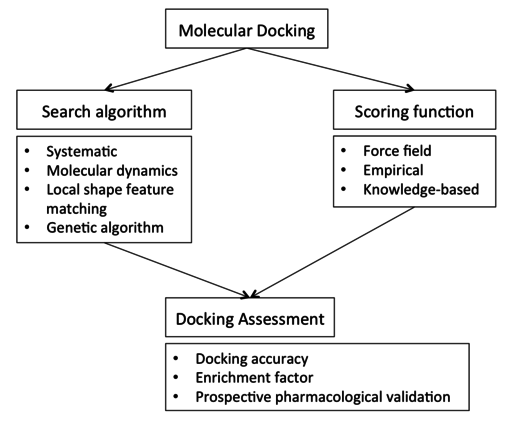 Molecular Docking
Search algorithm
• Systematic
• Molecular dynamics
• Local shape feature
matching
• Genetic algorithm
Scoring function
• Force field
• Empirical
• Knowledge-based
Docking Assessment
• Docking accuracy
• Enrichment factor
• Prospective pharmacological validation